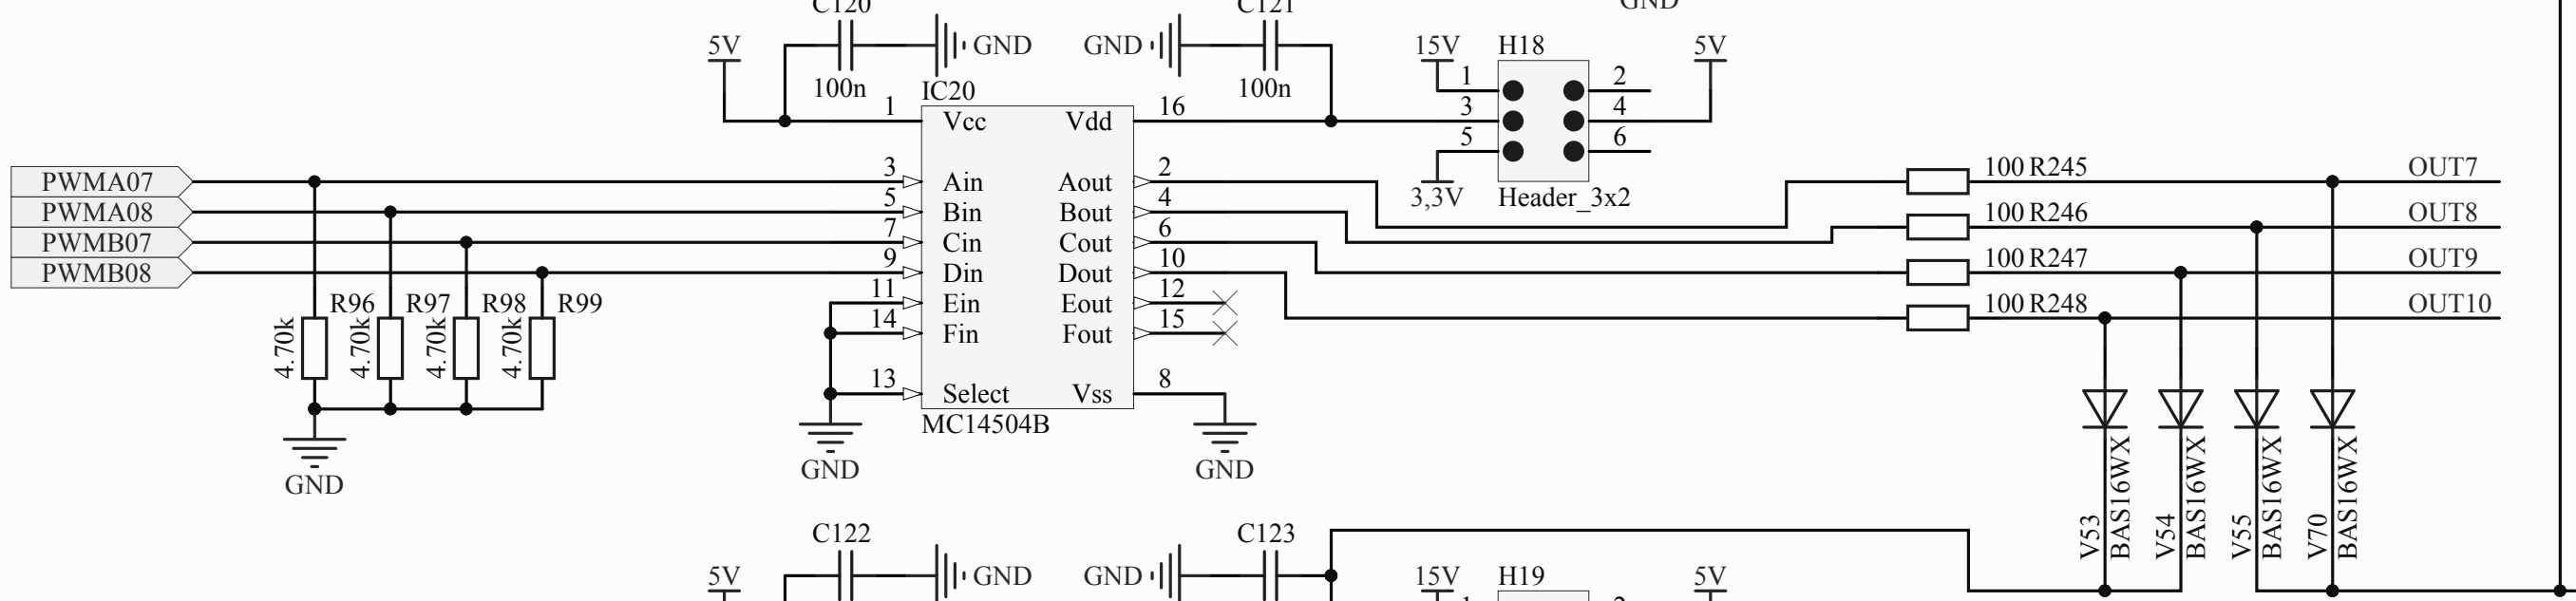 C120 C121 GND
5V GND GND 15V H18 5V
100n 100n 1 2
IC20
1 Vcc Vdd 16 3 4
5 6
PWMA07 3 Ain Aout 2 100 R245 OUT7
3,3V Header_3x2
PWMA08 5 Bin Bout 4 100 R246 OUT8
PWMB07 7 Cin Cout 6 100 R247 OUT9
PWMB08 9 Din Dout 10 100 R248 OUT10
R96 R97 R98 R99 11 Ein Eout 12
4.70k 4.70k 4.70k 4.70k 14 Fin Fout 15
13 Select Vss 8
MC14504B
GND GND GND
V53 BAS16WX V54 BAS16WX V55 BAS16WX V70 BAS16WX
C122 C123
5V GND GND 15V H19 5V